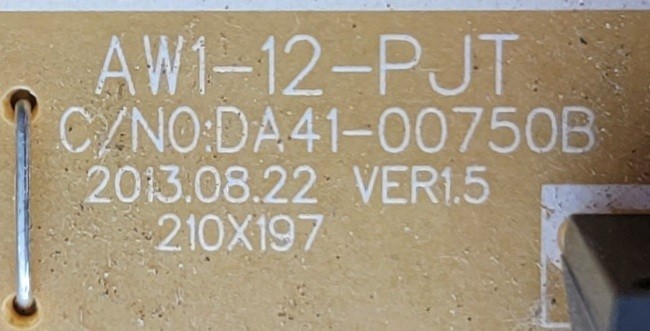 AW1-12-PJT
C/NO:DA41-00750B
2013.08.22 VER1.5
210X197